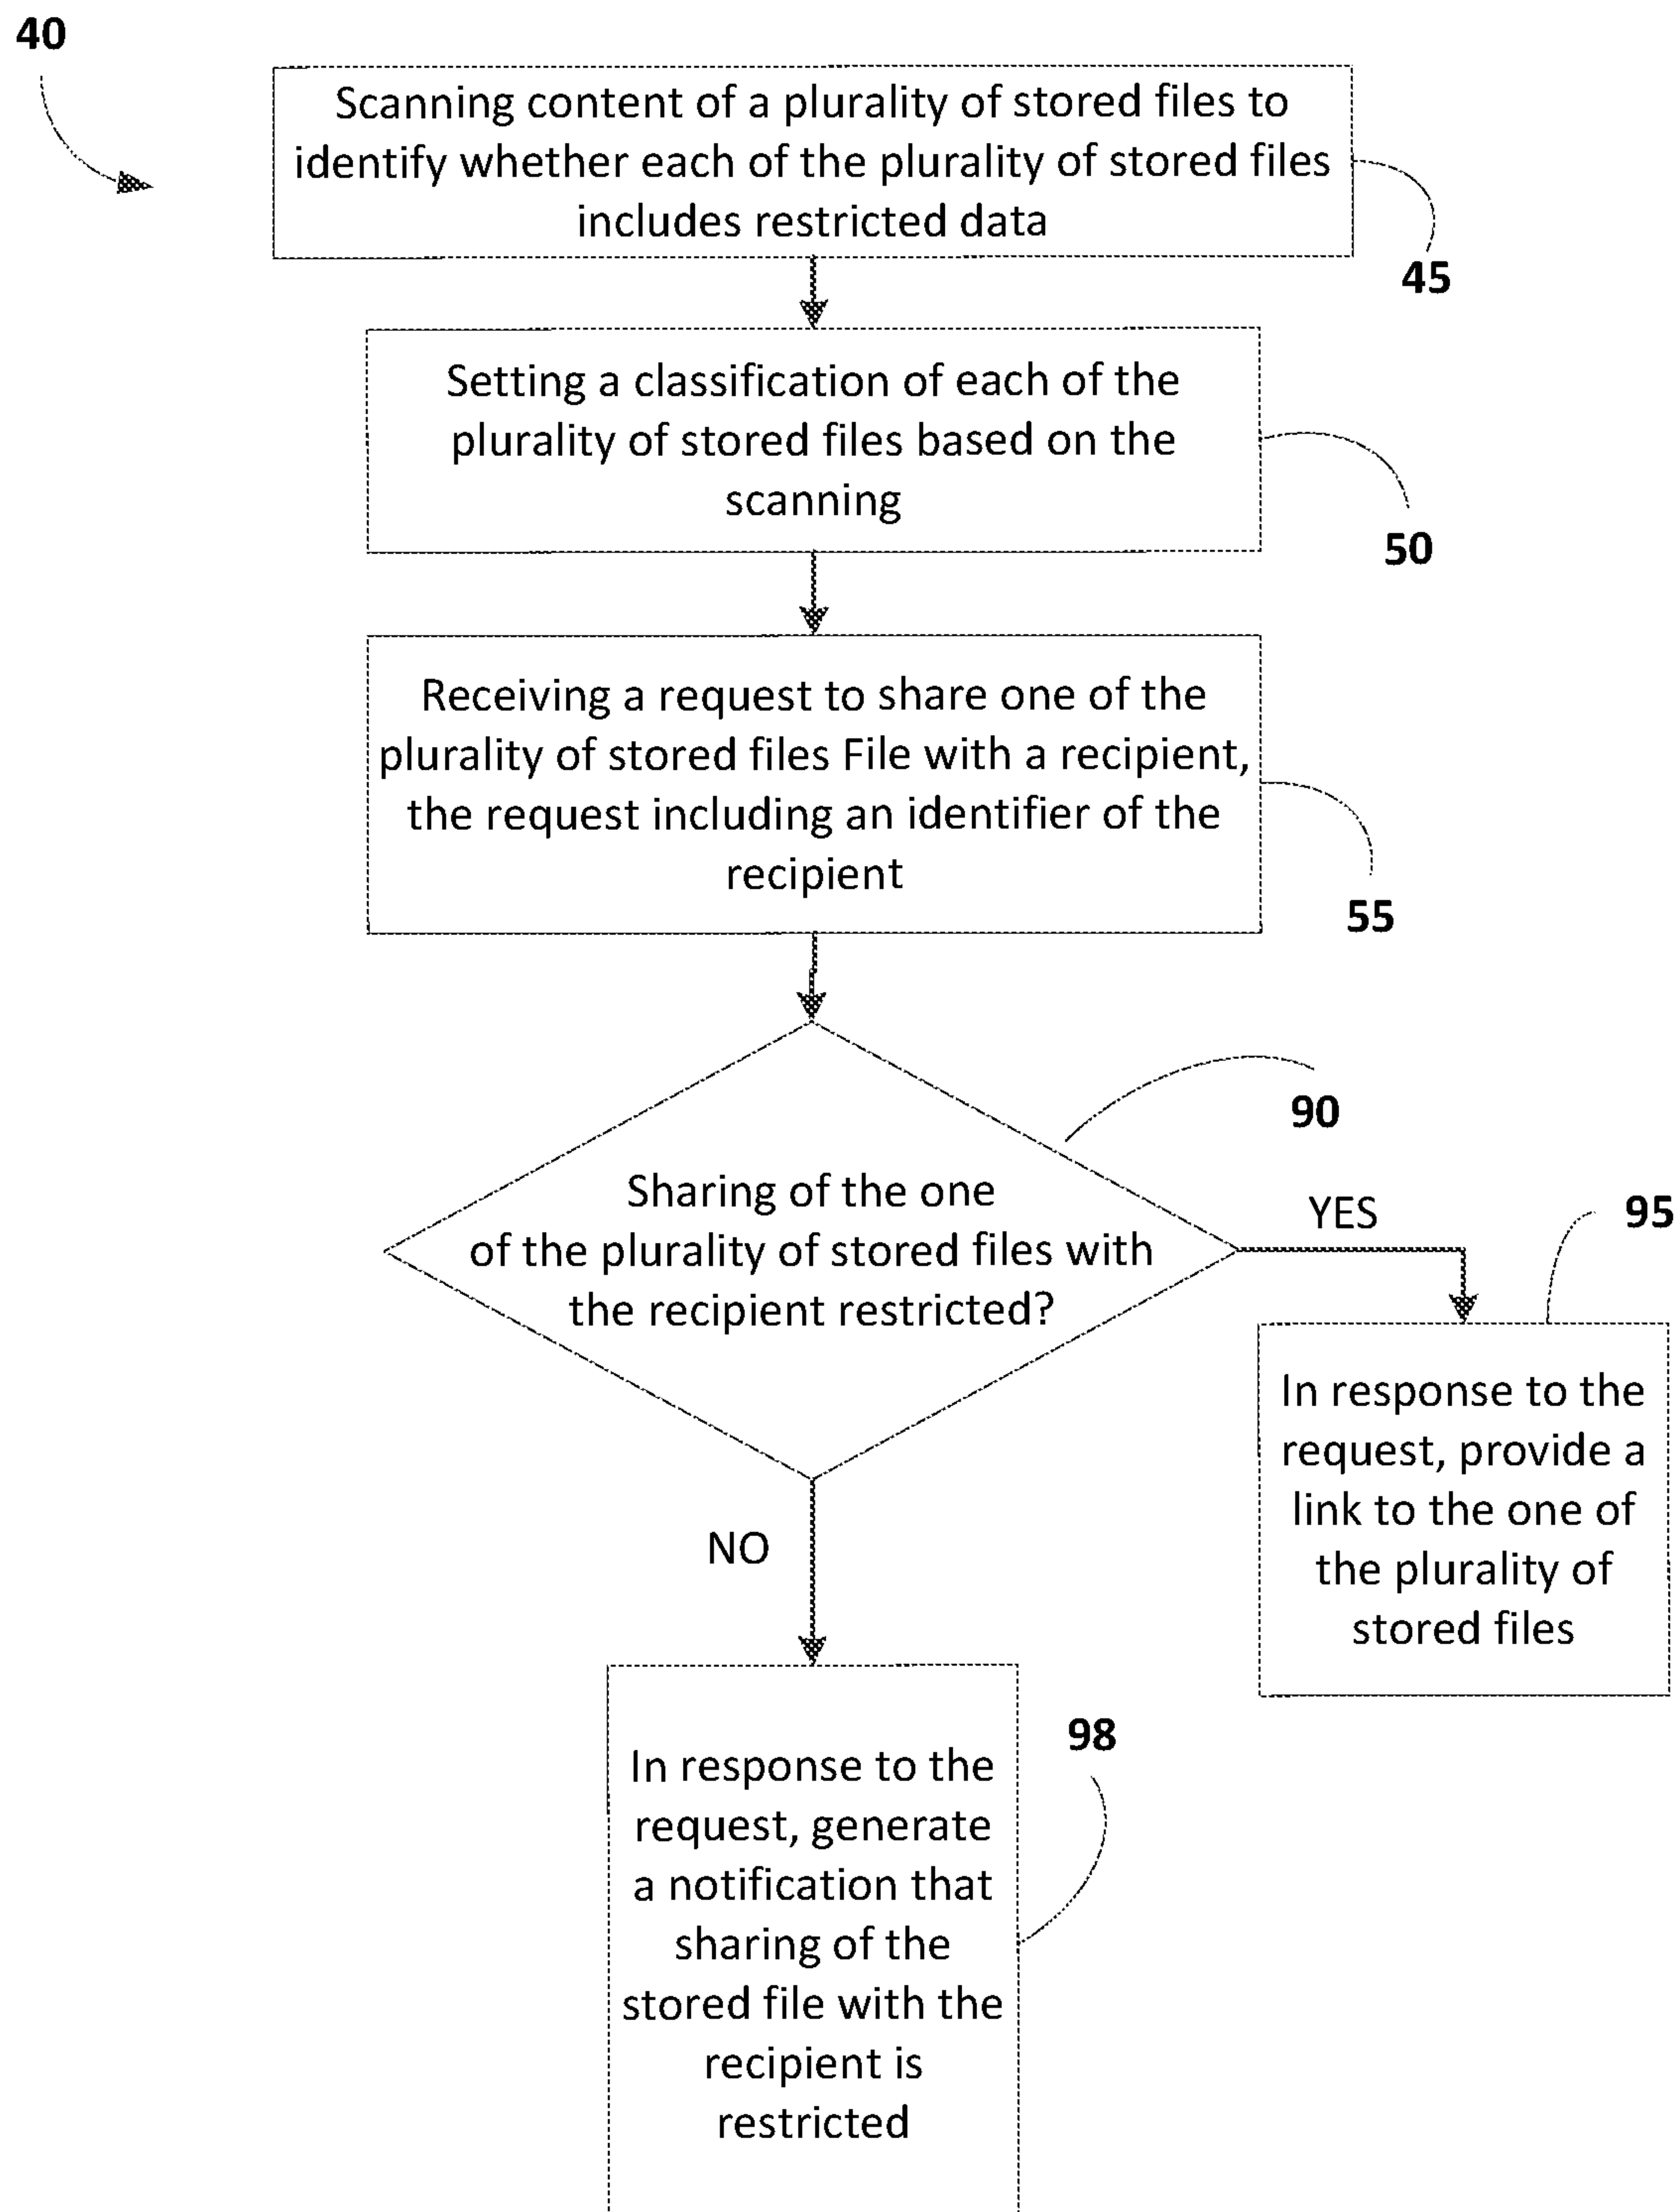 40
Scanning content of a plurality of stored files to
identify whether each of the plurality of stored files
includes restricted data
45
Setting a classification of each of the
plurality of stored files based on the
scanning
50
Receiving a request to share one of the
plurality of stored files File with a recipient,
the request including an identifier of the
recipient
55
90
Sharing of the one
of the plurality of stored files with
the recipient restricted?
YES
95
In response to the
request, provide a
link to the one of
the plurality of
stored files
NO
98
In response to the
request, generate
a notification that
sharing of the
stored file with the
recipient is
restricted